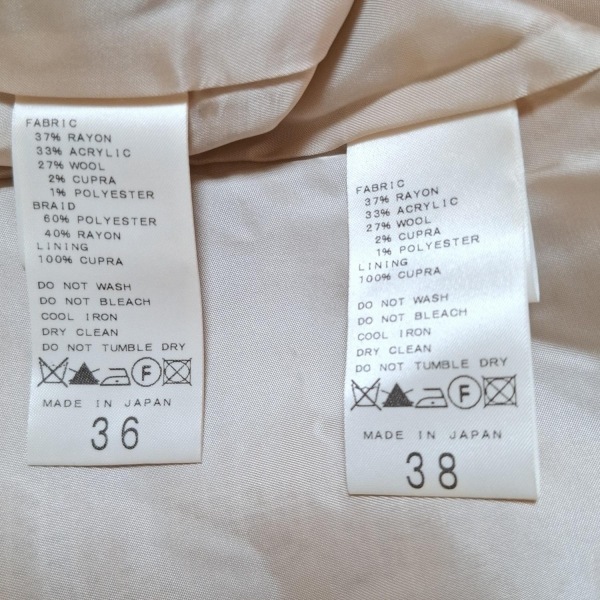 FABRIC
37% RAYON
33% ACRYLIC
27% WOOL
2% CUPRA
1% POLYESTER
BRAID
60% POLYESTER
40% RAYON
LINING
100% CUPRA
DO NOT WASH
DO NOT BLEACH
COOL IRON
DRY CLEAN
DO NOT TUMBLE DRY
F
MADE IN JAPAN
36
FABRIC
37% RAYON
33% ACRYLIC
27% WOOL
2% CUPRA
1% POLYESTER
LINING
100% CUPRA
DO NOT WASH
DO NOT BLEACH
COOL IRON
DRY CLEAN
DO NOT TUMBLE DRY
F
MADE IN JAPAN
38